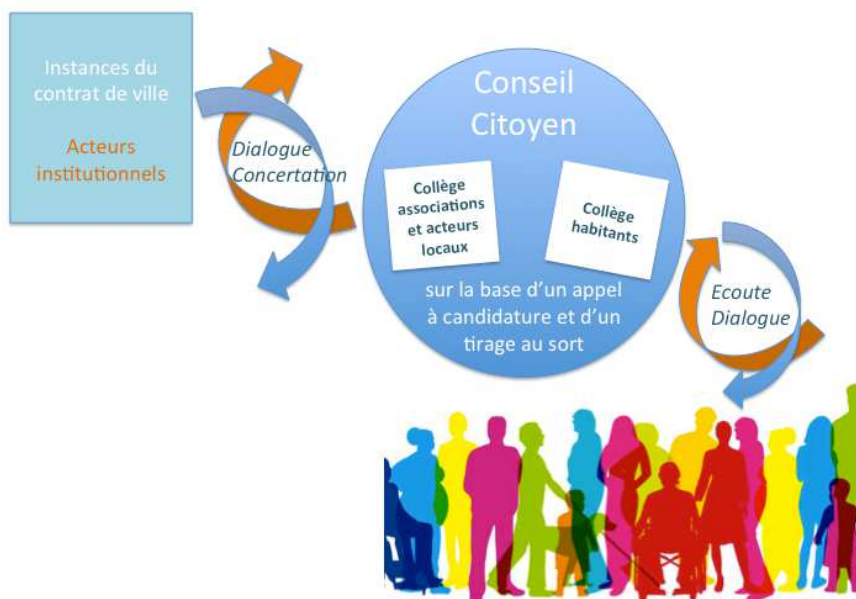 Instances du
contrat de ville
Acteurs
institutionnels
Dialogue
Concertation
Conseil
Citoyen
Collège
associations
et acteurs
locaux
Collège
habitants
sur la base d'un appel
à candidature et d'un
tirage au sort
Ecoute
Dialogue